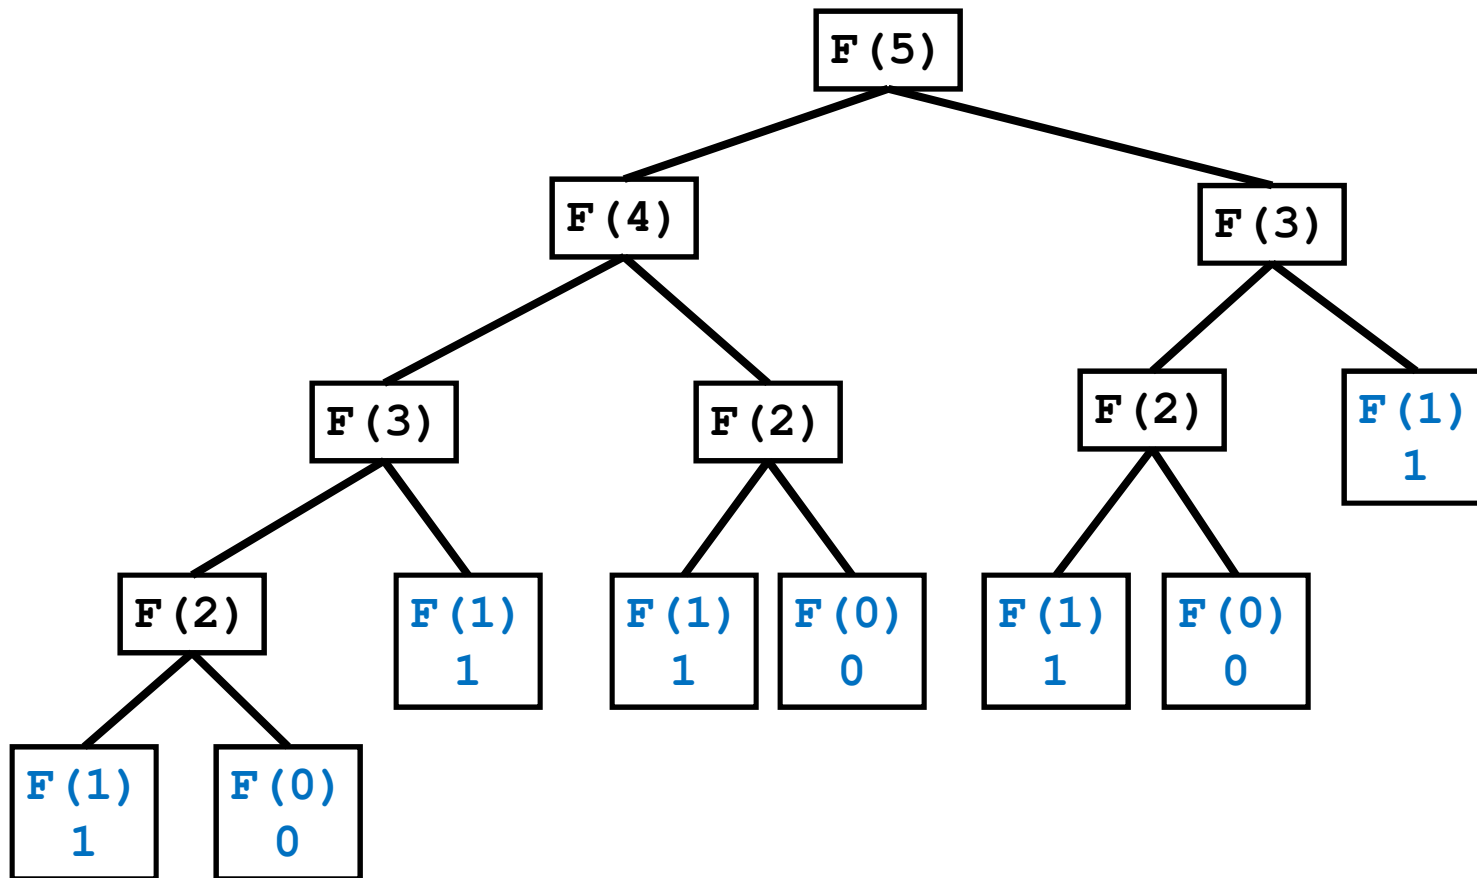 F(5)
F(4)
F(3)
F(3)
F(2)
F(2)
F(1)
1
F(2)
F(1)
1
F(1)
1
F(0)
0
F(1)
1
F(0)
0
F(1)
1
F(0)
0